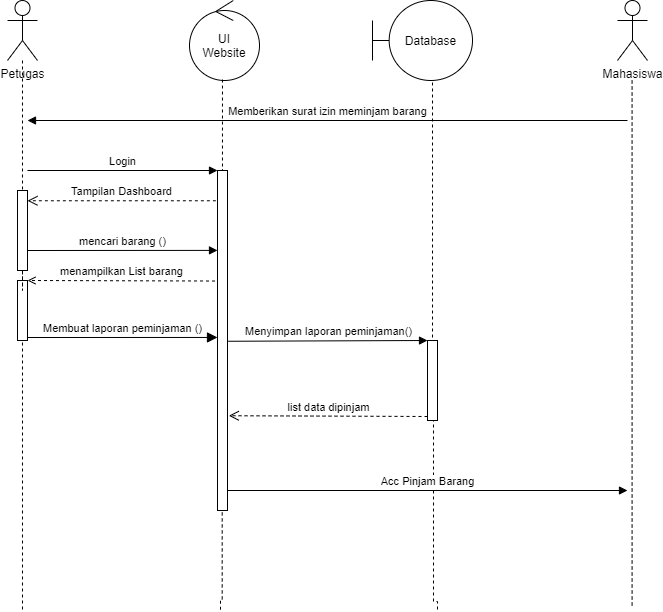 Petugas
UI
Website
Database
Mahasiswa
Memberikan surat izin meminjam barang
Login
Tampilan Dashboard
mencari barang ()
menampilkan List barang
Membuat laporan peminjaman ()
Menyimpan laporan peminjaman()
list data dipinjam
Acc Pinjam Barang